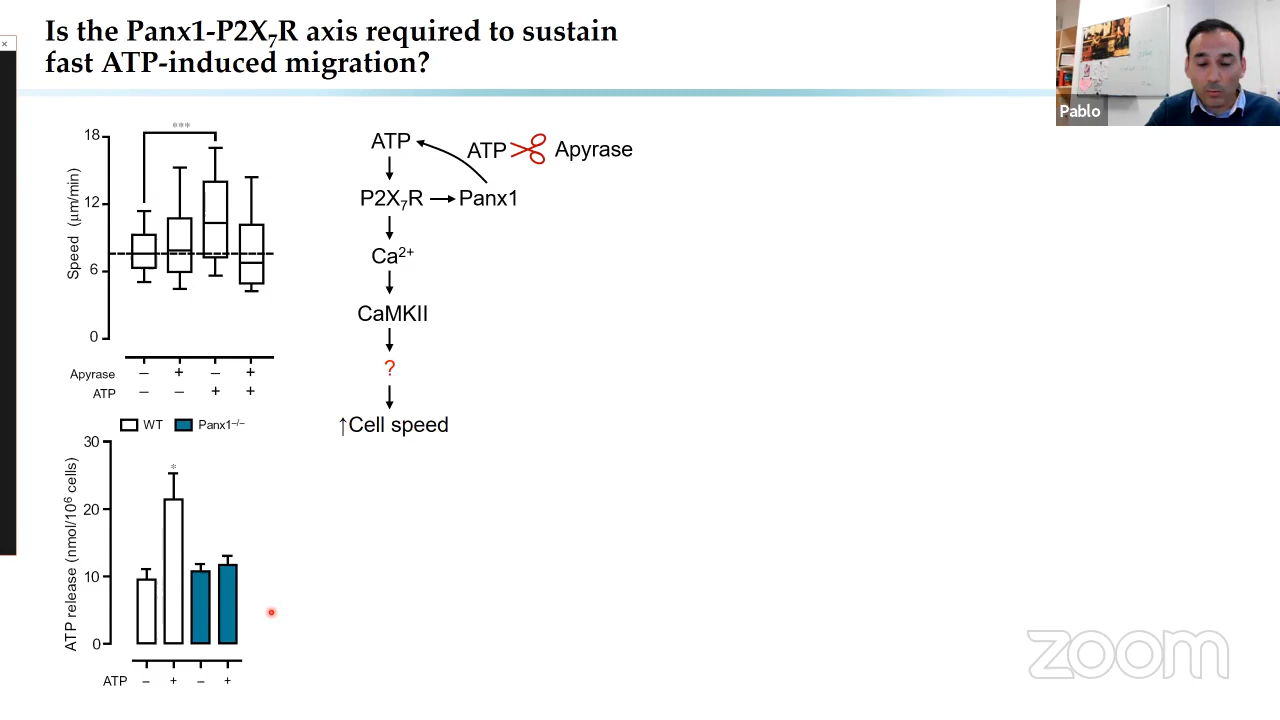 Is the Panx1-P2X₇R axis required to sustain
fast ATP-induced migration?
Pablo
×
***
18
12
6
0
Speed (μm/min)
Apyrase – + – +
ATP – – + +
ATP
ATP Apyrase
P2X₇R Panx1
Ca²⁺
CaMKII
?
↑Cell speed
WT Panx1⁻/⁻
30
20
10
0
ATP release (nmol/10⁶ cells)
*
ATP – + – +
zoom